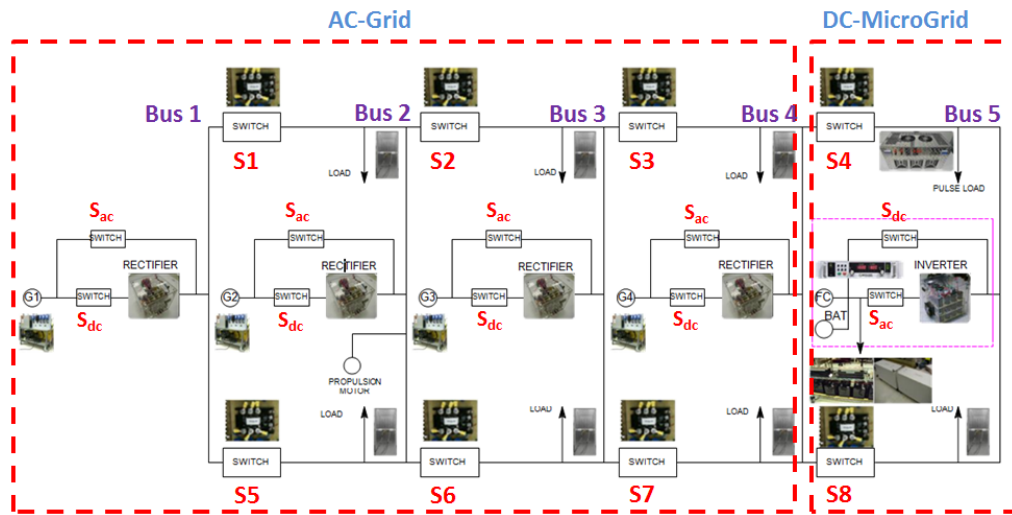 AC-Grid
DC-MicroGrid
Bus 1
Bus 2
Bus 3
Bus 4
Bus 5
SWITCH
SWITCH
SWITCH
SWITCH
S1
S2
S3
S4
LOAD
LOAD
LOAD
PULSE LOAD
Sac
Sac
Sac
Sac
Sdc
SWITCH
SWITCH
SWITCH
SWITCH
SWITCH
RECTIFIER
RECTIFIER
RECTIFIER
RECTIFIER
INVERTER
G1
SWITCH
G2
SWITCH
G3
SWITCH
G4
SWITCH
FC
SWITCH
BAT
Sdc
Sdc
Sdc
Sdc
Sac
PROPULSION
MOTOR
LOAD
LOAD
LOAD
LOAD
SWITCH
SWITCH
SWITCH
SWITCH
S5
S6
S7
S8